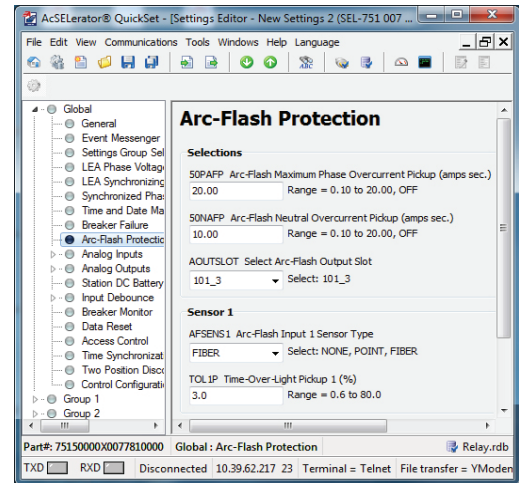 AcSELerator® QuickSet - [Settings Editor - New Settings 2 (SEL-751 007 ...
File Edit View Communications Tools Windows Help Language
Global
General
Event Messenger
Settings Group Sel
LEA Phase Voltage
LEA Synchronizing
Synchronized Phas
Time and Date Ma
Breaker Failure
Arc-Flash Protectic
Analog Inputs
Analog Outputs
Station DC Battery
Input Debounce
Breaker Monitor
Data Reset
Access Control
Time Synchronizat
Two Position Disco
Control Configurati
Group 1
Group 2
Arc-Flash Protection
Selections
50PAFP Arc-Flash Maximum Phase Overcurrent Pickup (amps sec.)
20.00 Range = 0.10 to 20.00, OFF
50NAFP Arc-Flash Neutral Overcurrent Pickup (amps sec.)
10.00 Range = 0.10 to 20.00, OFF
AOUTSLOT Select Arc-Flash Output Slot
101_3 Select: 101_3
Sensor 1
AFSENS1 Arc-Flash Input 1 Sensor Type
FIBER Select: NONE, POINT, FIBER
TOL1P Time-Over-Light Pickup 1 (%)
3.0 Range = 0.6 to 80.0
Part#: 75150000X0077810000 Global : Arc-Flash Protection Relay.rdb
TXD RXD Disconnected 10.39.62.217 23 Terminal = Telnet File transfer = YModen